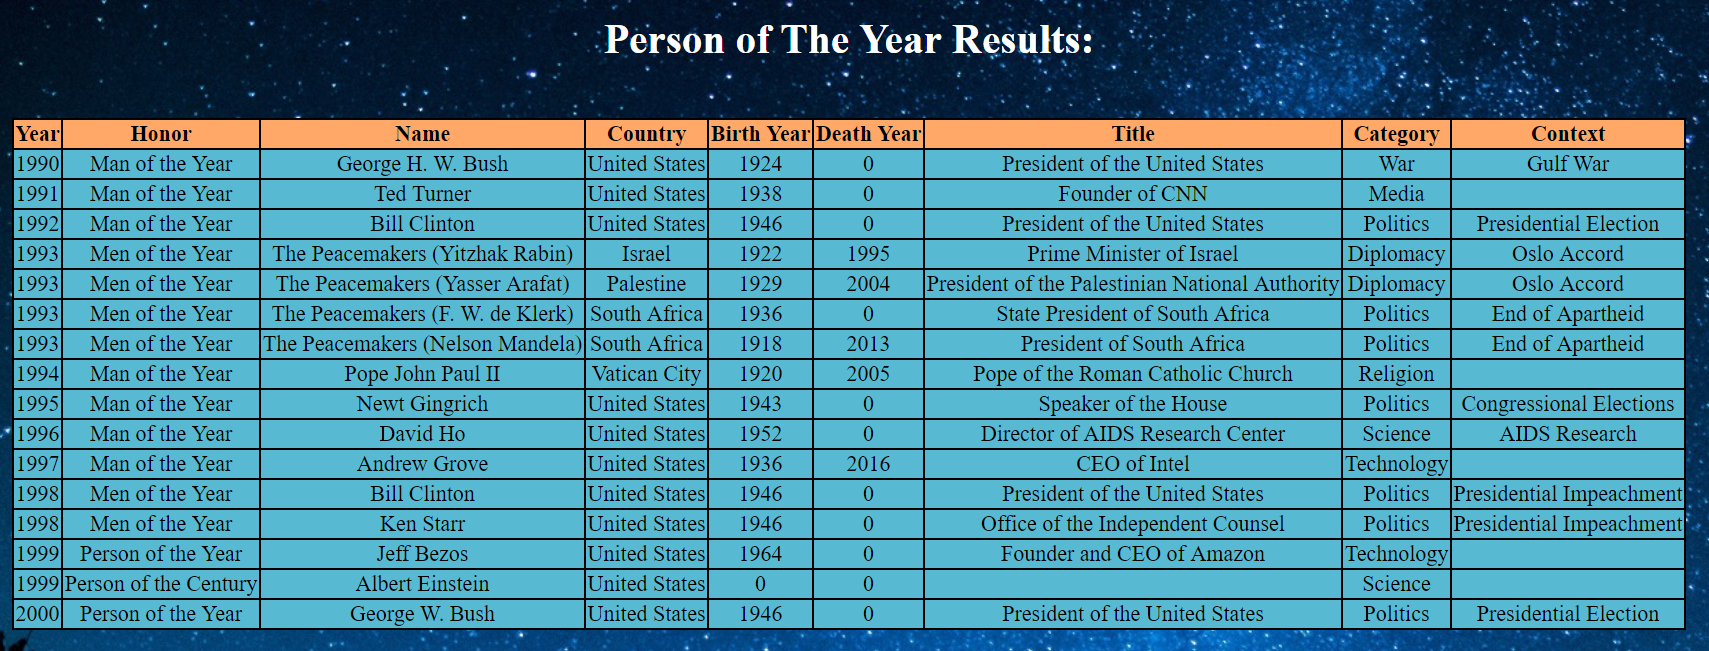 Person of The Year Results:
Year Honor Name Country Birth Year Death Year Title Category Context
1990 Man of the Year George H. W. Bush United States 1924 0 President of the United States War Gulf War
1991 Man of the Year Ted Turner United States 1938 0 Founder of CNN Media
1992 Man of the Year Bill Clinton United States 1946 0 President of the United States Politics Presidential Election
1993 Men of the Year The Peacemakers (Yitzhak Rabin) Israel 1922 1995 Prime Minister of Israel Diplomacy Oslo Accord
1993 Men of the Year The Peacemakers (Yasser Arafat) Palestine 1929 2004 President of the Palestinian National Authority Diplomacy Oslo Accord
1993 Men of the Year The Peacemakers (F. W. de Klerk) South Africa 1936 0 State President of South Africa Politics End of Apartheid
1993 Men of the Year The Peacemakers (Nelson Mandela) South Africa 1918 2013 President of South Africa Politics End of Apartheid
1994 Man of the Year Pope John Paul II Vatican City 1920 2005 Pope of the Roman Catholic Church Religion
1995 Man of the Year Newt Gingrich United States 1943 0 Speaker of the House Politics Congressional Elections
1996 Man of the Year David Ho United States 1952 0 Director of AIDS Research Center Science AIDS Research
1997 Man of the Year Andrew Grove United States 1936 2016 CEO of Intel Technology
1998 Men of the Year Bill Clinton United States 1946 0 President of the United States Politics Presidential Impeachment
1998 Men of the Year Ken Starr United States 1946 0 Office of the Independent Counsel Politics Presidential Impeachment
1999 Person of the Year Jeff Bezos United States 1964 0 Founder and CEO of Amazon Technology
1999 Person of the Century Albert Einstein United States 0 0 Science
2000 Person of the Year George W. Bush United States 1946 0 President of the United States Politics Presidential Election